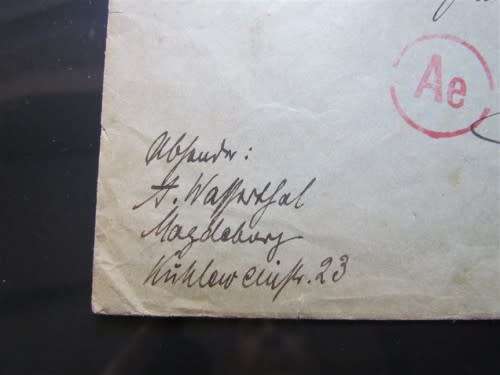 Ae
Absender:
A. Wasserthal
Magdeburg
Kühleweinstr. 23